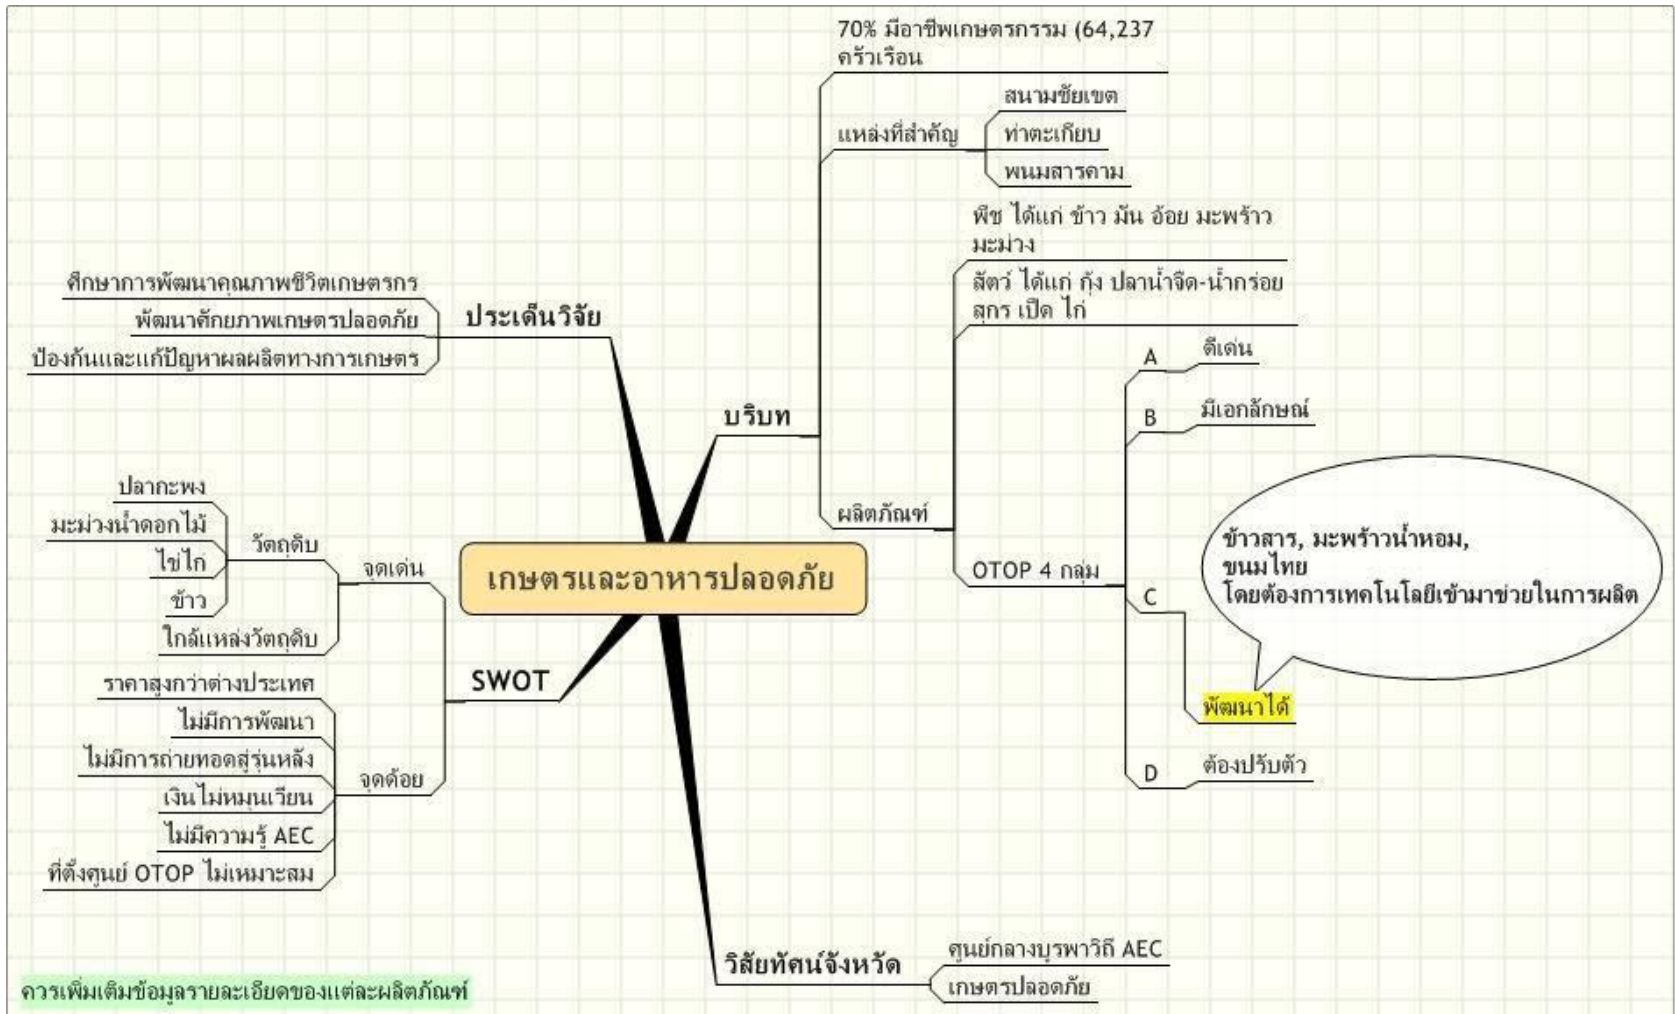 70% มีอาชีพเกษตรกรรม (64,237
ครัวเรือน
แหล่งที่สำคัญ
สนามชัยเขต
ท่าตะเกียบ
พนมสารคาม
บริบท
ผลิตภัณฑ์
พืช ได้แก่ ข้าว มัน อ้อย มะพร้าว
มะม่วง
สัตว์ ได้แก่ กุ้ง ปลาน้ำจืด-น้ำกร่อย
สุกร เป็ด ไก่
OTOP 4 กลุ่ม
A
ดีเด่น
B
มีเอกลักษณ์
C
ข้าวสาร, มะพร้าวน้ำหอม,
ขนมไทย
โดยต้องการเทคโนโลยีเข้ามาช่วยในการผลิต
พัฒนาได้
D
ต้องปรับตัว
ประเด็นวิจัย
ศึกษาการพัฒนาคุณภาพชีวิตเกษตรกร
พัฒนาศักยภาพเกษตรปลอดภัย
ป้องกันและแก้ปัญหาผลผลิตทางการเกษตร
เกษตรและอาหารปลอดภัย
SWOT
จุดเด่น
วัตถุดิบ
ปลากะพง
มะม่วงน้ำดอกไม้
ไข่ไก่
ข้าว
ใกล้แหล่งวัตถุดิบ
จุดด้อย
ราคาสูงกว่าต่างประเทศ
ไม่มีการพัฒนา
ไม่มีการถ่ายทอดสู่รุ่นหลัง
เงินไม่หมุนเวียน
ไม่มีความรู้ AEC
ที่ตั้งศูนย์ OTOP ไม่เหมาะสม
วิสัยทัศน์จังหวัด
ศูนย์กลางบูรพาวิถี AEC
เกษตรปลอดภัย
ควรเพิ่มเติมข้อมูลรายละเอียดของแต่ละผลิตภัณฑ์